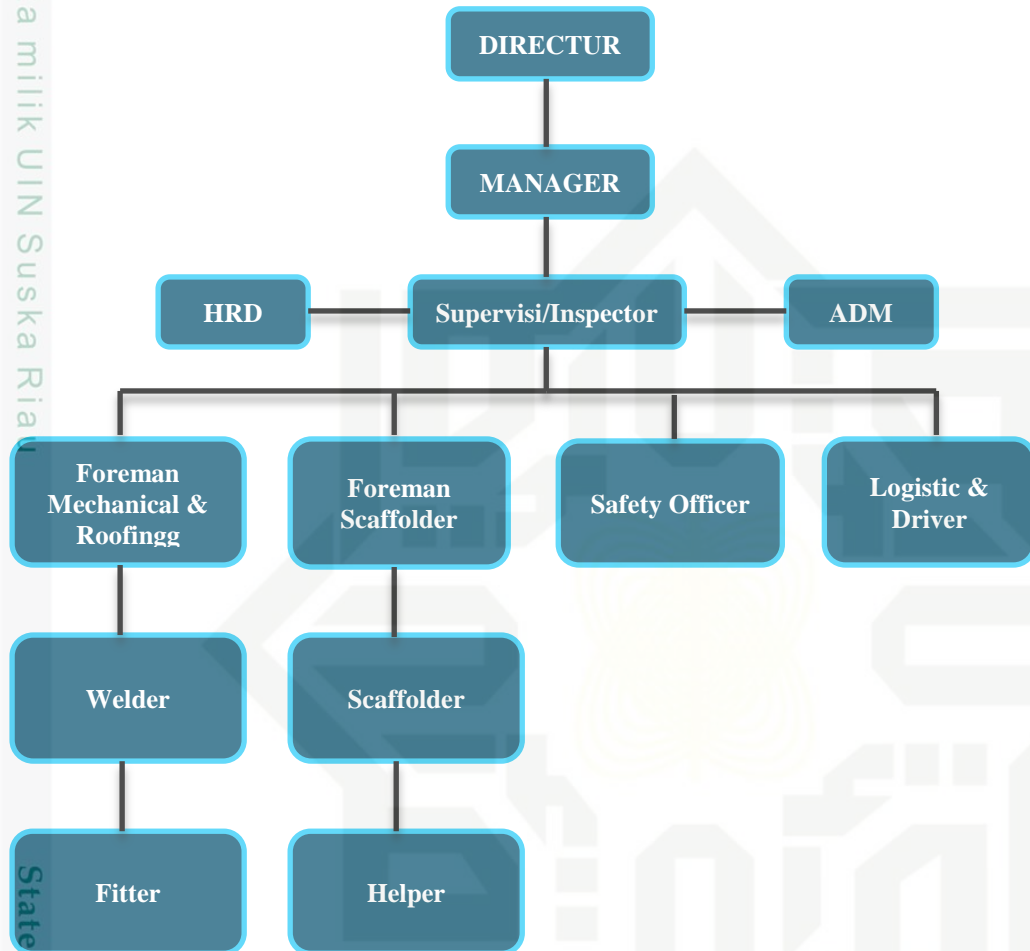 DIRECTUR
MANAGER
HRD
Supervisi/Inspector
ADM
Foreman
Mechanical &
Roofingg
Foreman
Scaffolder
Safety Officer
Logistic &
Driver
Welder
Scaffolder
Fitter
Helper
a milik UIN Suska Riau
State